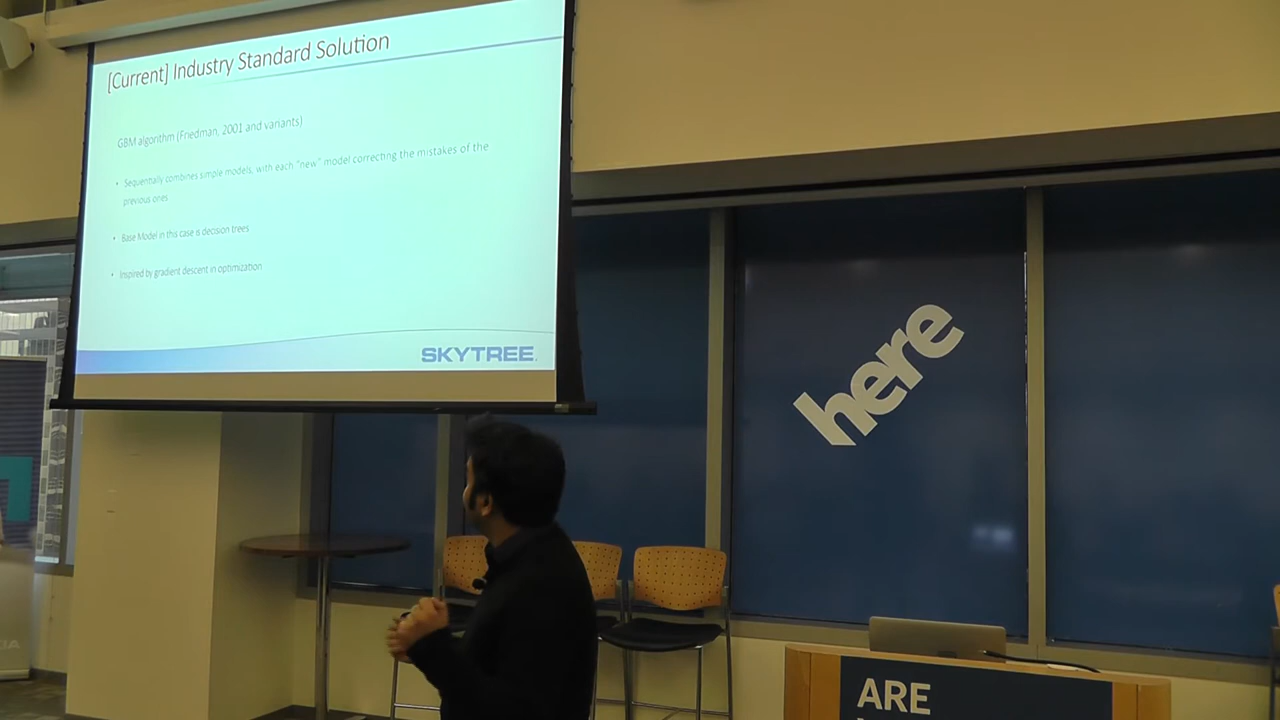 [Current] Industry Standard Solution
GBM algorithm (Friedman, 2001 and variants)
• Sequentially combines simple models, with each "new" model correcting the mistakes of the
previous ones
• Base Model in this case is decision trees
• Inspired by gradient descent in optimization
SKYTREE
here
ARE